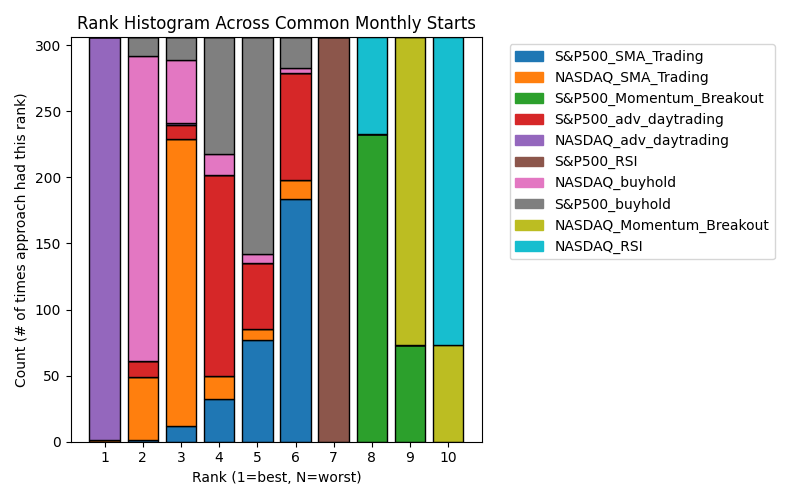 Rank Histogram Across Common Monthly Starts
Count (# of times approach had this rank)
300
250
200
150
100
50
0
1 2 3 4 5 6 7 8 9 10
Rank (1=best, N=worst)
S&P500_SMA_Trading
NASDAQ_SMA_Trading
S&P500_Momentum_Breakout
S&P500_adv_daytrading
NASDAQ_adv_daytrading
S&P500_RSI
NASDAQ_buyhold
S&P500_buyhold
NASDAQ_Momentum_Breakout
NASDAQ_RSI